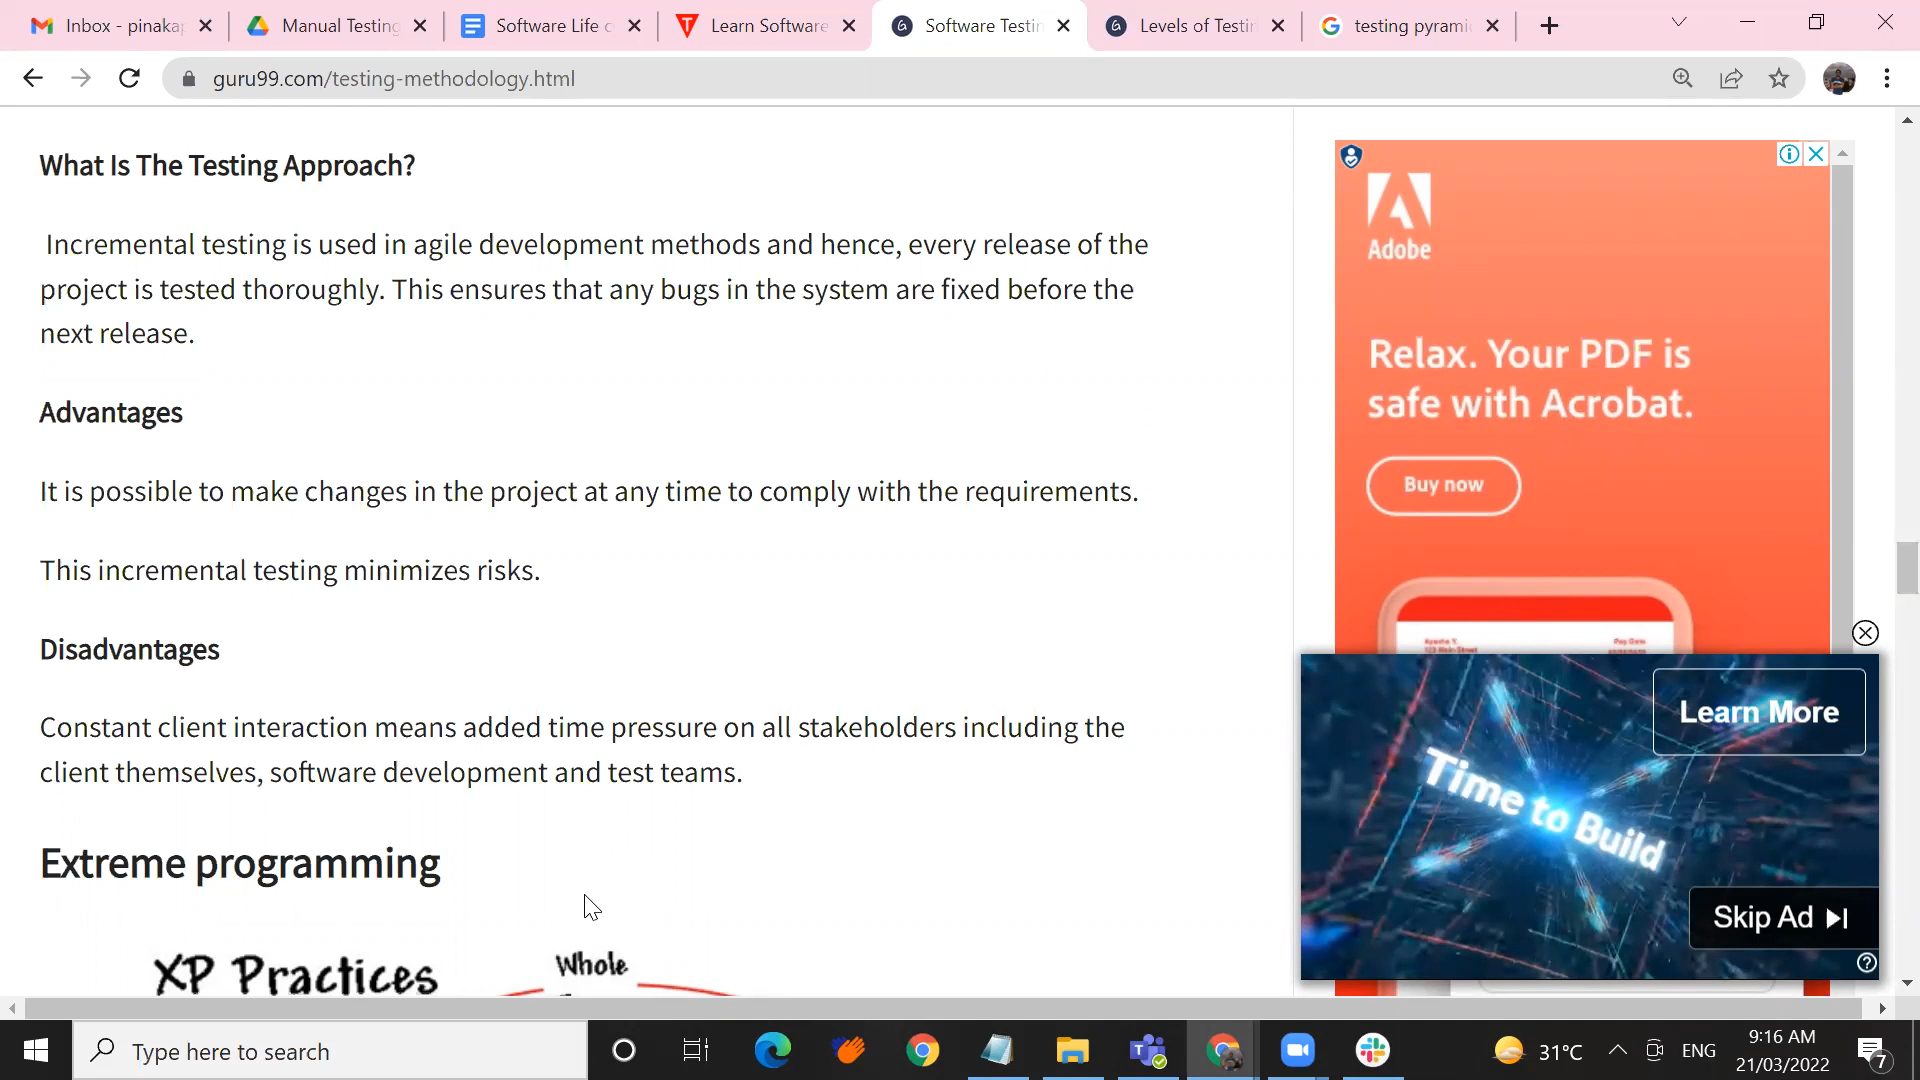 Inbox - pinakap
Manual Testing
Software Life c
Learn Software
Software Testin
Levels of Testin
testing pyrami
guru99.com/testing-methodology.html
What Is The Testing Approach?
Incremental testing is used in agile development methods and hence, every release of the
project is tested thoroughly. This ensures that any bugs in the system are fixed before the
next release.
Advantages
It is possible to make changes in the project at any time to comply with the requirements.
This incremental testing minimizes risks.
Disadvantages
Constant client interaction means added time pressure on all stakeholders including the
client themselves, software development and test teams.
Extreme programming
XP Practices
Whole
Adobe
Relax. Your PDF is
safe with Acrobat.
Buy now
Learn More
Time to Build
Skip Ad
Type here to search
31°C
ENG
9:16 AM
21/03/2022
7